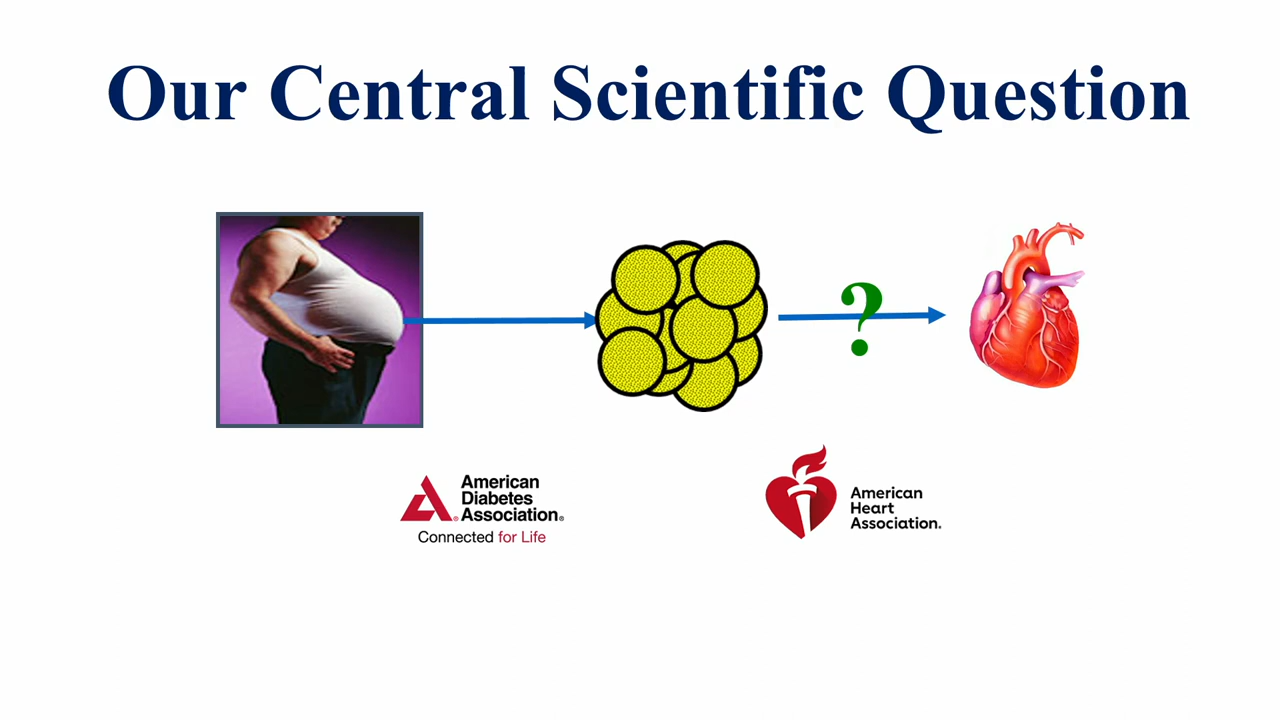 Our Central Scientific Question
?
American
Diabetes
Association®
Connected for Life
American
Heart
Association.